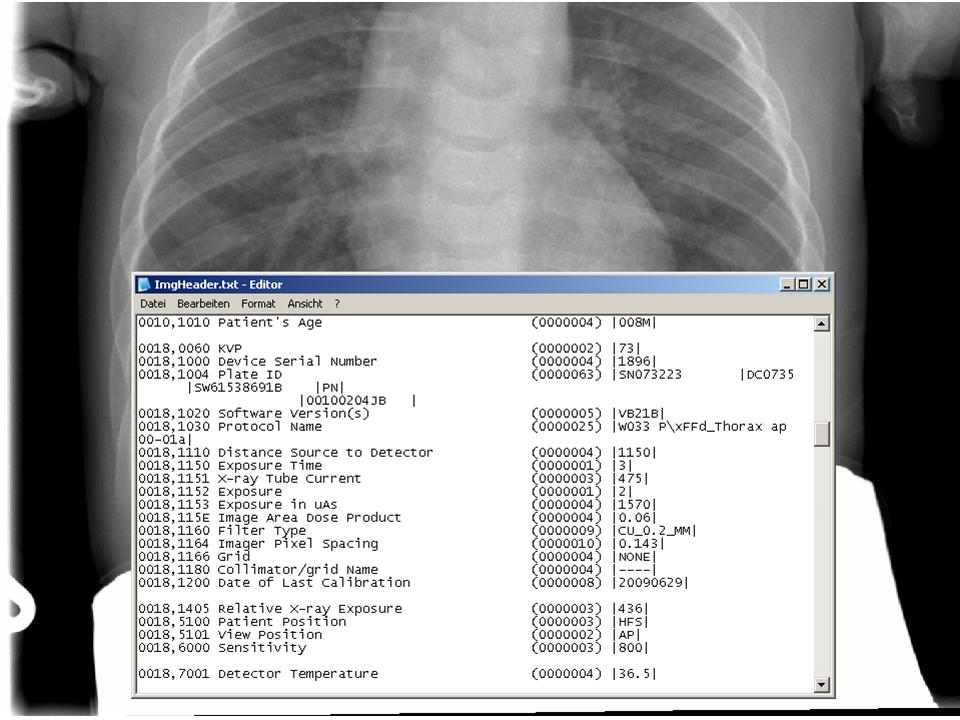 ImgHeader.txt - Editor
Datei Bearbeiten Format Ansicht ?
0010,1010 Patient's Age (0000004) |008M|
0018,0060 KVP (0000002) |73|
0018,1000 Device Serial Number (0000004) |1896|
0018,1004 Plate ID (0000063) |SN073223 |DC0735
|SW61538691B |PN|
|00100204JB |
0018,1020 Software Version(s) (0000005) |VB21B|
0018,1030 Protocol Name (0000025) |W033 P\xFFd_Thorax ap
00-01a|
0018,1110 Distance Source to Detector (0000004) |1150|
0018,1150 Exposure Time (0000001) |3|
0018,1151 X-ray Tube Current (0000003) |475|
0018,1152 Exposure (0000001) |2|
0018,1153 Exposure in uAs (0000004) |1570|
0018,115E Image Area Dose Product (0000004) |0.06|
0018,1160 Filter Type (0000009) |CU_0.2_MM|
0018,1164 Imager Pixel Spacing (0000010) |0.143|
0018,1166 Grid (0000004) |NONE|
0018,1180 Collimator/grid Name (0000004) |----|
0018,1200 Date of Last Calibration (0000008) |20090629|
0018,1405 Relative X-ray Exposure (0000003) |436|
0018,5100 Patient Position (0000003) |HFS|
0018,5101 View Position (0000002) |AP|
0018,6000 Sensitivity (0000003) |800|
0018,7001 Detector Temperature (0000004) |36.5|